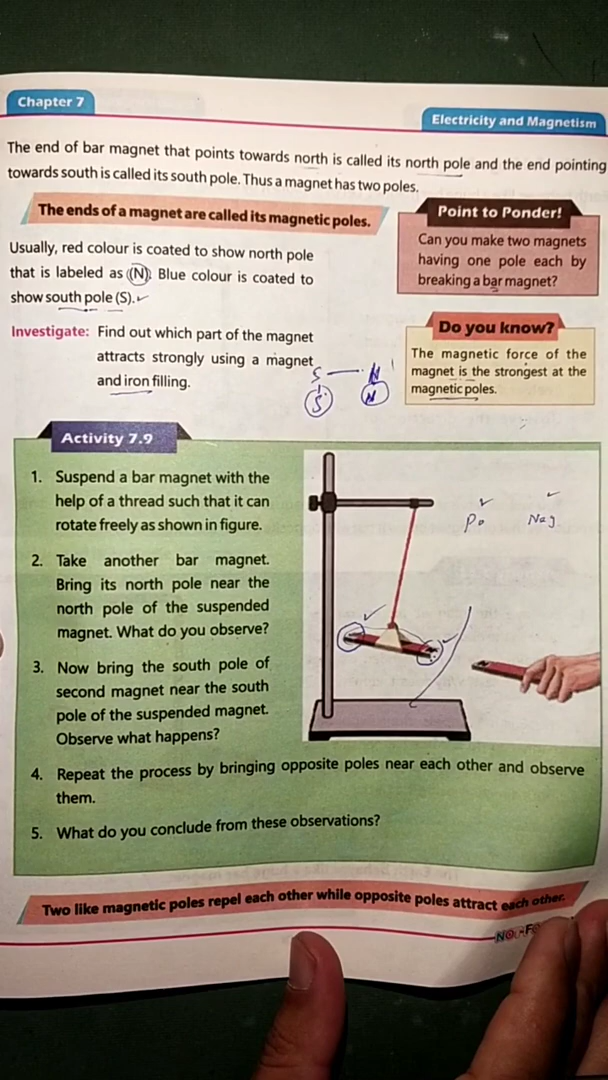 Chapter 7
Electricity and Magnetism
The end of bar magnet that points towards north is called its north pole and the end pointing
towards south is called its south pole. Thus a magnet has two poles.
The ends of a magnet are called its magnetic poles.
Usually, red colour is coated to show north pole
that is labeled as (N). Blue colour is coated to
show south pole (S).
Point to Ponder!
Can you make two magnets
having one pole each by
breaking a bar magnet?
Investigate: Find out which part of the magnet
attracts strongly using a magnet
and iron filling.
S N
S N
Do you know?
The magnetic force of the
magnet is the strongest at the
magnetic poles.
Activity 7.9
1. Suspend a bar magnet with the
help of a thread such that it can
rotate freely as shown in figure.
2. Take another bar magnet.
Bring its north pole near the
north pole of the suspended
magnet. What do you observe?
3. Now bring the south pole of
second magnet near the south
pole of the suspended magnet.
Observe what happens?
Po Neg
4. Repeat the process by bringing opposite poles near each other and observe
them.
5. What do you conclude from these observations?
Two like magnetic poles repel each other while opposite poles attract each other.